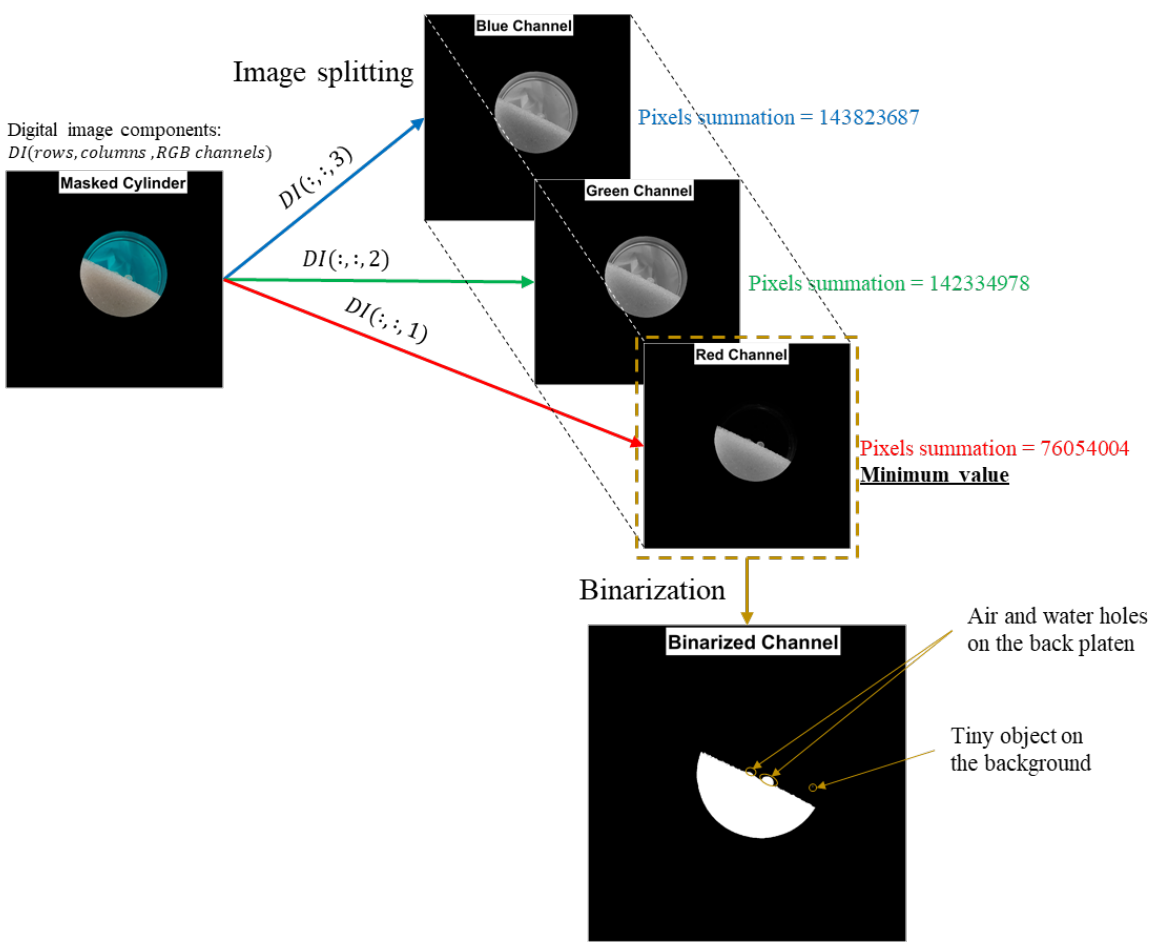 Blue Channel
Image splitting
Pixels summation = 143823687
Digital image components:
DI(rows,columns ,RGB channels)
Masked Cylinder
DI(:,:,3)
Green Channel
DI(:,:,2)
Pixels summation = 142334978
DI(:,:,1)
Red Channel
Pixels summation = 76054004
Minimum value
Binarization
Binarized Channel
Air and water holes
on the back platen
Tiny object on
the background